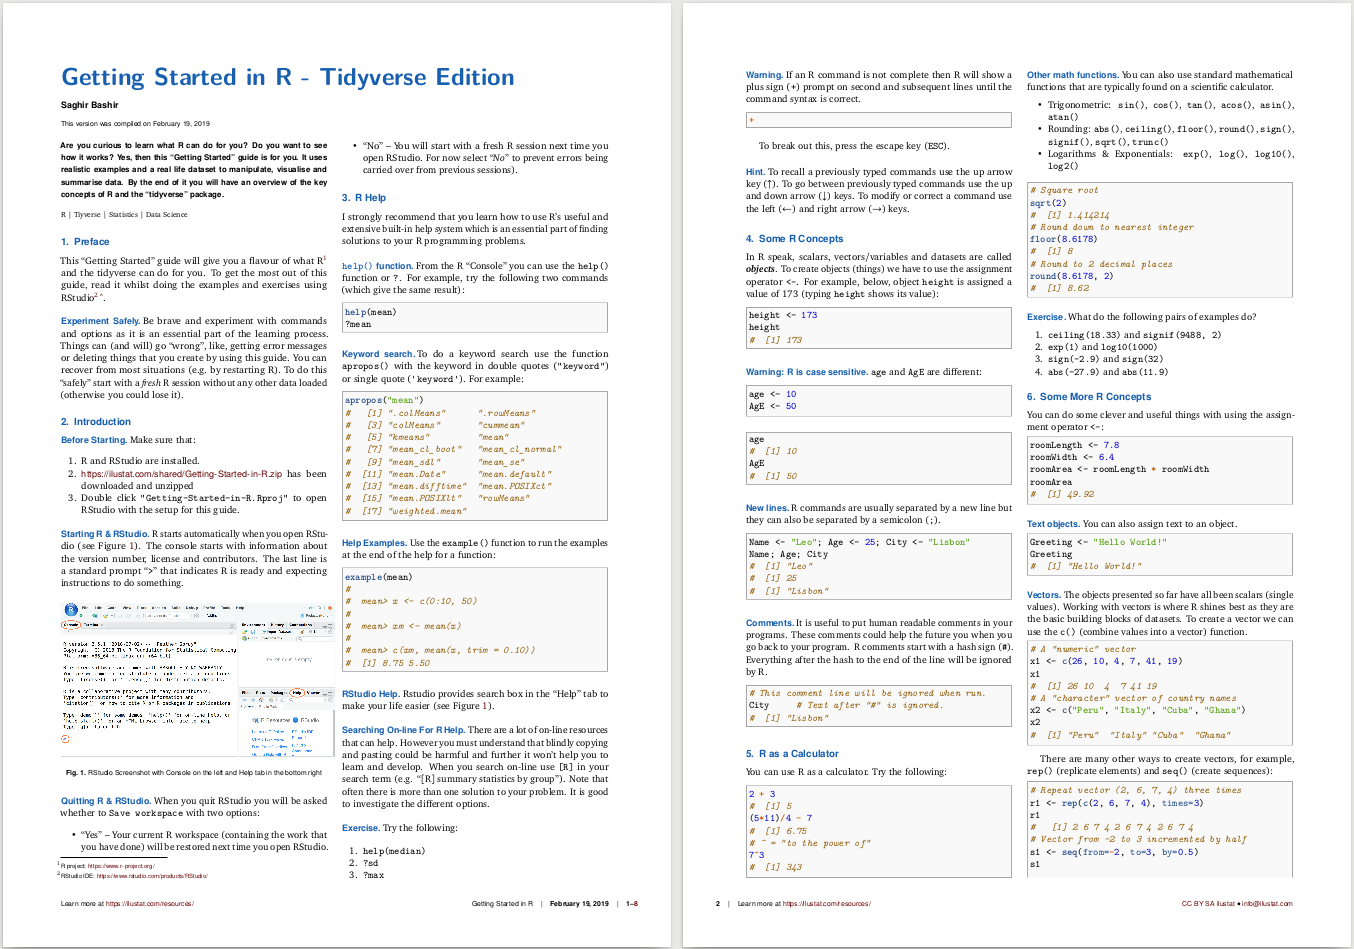 Getting Started in R - Tidyverse Edition
Saghir Bashir
This version was compiled on February 19, 2019
Are you curious to learn what R can do for you? Do you want to see
how it works? Yes, then this “Getting Started” guide is for you. It uses
realistic examples and a real life dataset to manipulate, visualise and
summarise data. By the end of it you will have an overview of the key
concepts of R and the “tidyverse” package.
R | Tiyverse | Statistics | Data Science
1. Preface
This “Getting Started” guide will give you a flavour of what R1
and the tidyverse can do for you. To get the most out of this
guide, read it whilst doing the examples and exercises using
RStudio2 ^.
Experiment Safely. Be brave and experiment with commands
and options as it is an essential part of the learning process.
Things can (and will) go “wrong”, like, getting error messages
or deleting things that you create by using this guide. You can
recover from most situations (e.g. by restarting R). To do this
“safely” start with a fresh R session without any other data loaded
(otherwise you could lose it).
2. Introduction
Before Starting. Make sure that:
1. R and RStudio are installed.
2. https://ilustat.com/shared/Getting-Started-in-R.zip has been
downloaded and unzipped
3. Double click "Getting-Started-in-R.Rproj" to open
RStudio with the setup for this guide.
Starting R & RStudio. R starts automatically when you open RStu-
dio (see Figure 1). The console starts with information about
the version number, license and contributors. The last line is
a standard prompt “>” that indicates R is ready and expecting
instructions to do something.
Fig. 1. RStudio Screenshot with Console on the left and Help tab in the bottom right
Quitting R & RStudio. When you quit RStudio you will be asked
whether to Save workspace with two options:
• “Yes” – Your current R workspace (containing the work that
you have done) will be restored next time you open RStudio.
1 R project: https://www.r-project.org/
2 RStudio IDE: https://www.rstudio.com/products/RStudio/
• “No” – You will start with a fresh R session next time you
open RStudio. For now select “No” to prevent errors being
carried over from previous sessions).
3. R Help
I strongly recommend that you learn how to use R's useful and
extensive built-in help system which is an essential part of finding
solutions to your R programming problems.
help() function. From the R “Console” you can use the help()
function or ?. For example, try the following two commands
(which give the same result):
help(mean)
?mean
Keyword search. To do a keyword search use the function
apropos() with the keyword in double quotes ("keyword")
or single quote ('keyword'). For example:
apropos("mean")
# [1] ".colMeans" ".rowMeans"
# [3] "colMeans" "cummean"
# [5] "kmeans" "mean"
# [7] "mean_cl_boot" "mean_cl_normal"
# [9] "mean_sdl" "mean_se"
# [11] "mean.Date" "mean.default"
# [13] "mean.difftime" "mean.POSIXct"
# [15] "mean.POSIXlt" "rowMeans"
# [17] "weighted.mean"
Help Examples. Use the example() function to run the examples
at the end of the help for a function:
example(mean)
#
# mean> x <- c(0:10, 50)
#
# mean> xm <- mean(x)
#
# mean> c(xm, mean(x, trim = 0.10))
# [1] 8.75 5.50
RStudio Help. Rstudio provides search box in the “Help” tab to
make your life easier (see Figure 1).
Searching On-line For R Help. There are a lot of on-line resources
that can help. However you must understand that blindly copying
and pasting could be harmful and further it won't help you to
learn and develop. When you search on-line use [R] in your
search term (e.g. “[R] summary statistics by group”). Note that
often there is more than one solution to your problem. It is good
to investigate the different options.
Exercise. Try the following:
1. help(median)
2. ?sd
3. ?max
Learn more at https://ilustat.com/resources/
Getting Started in R | February 19, 2019 | 1–8
Warning. If an R command is not complete then R will show a
plus sign (+) prompt on second and subsequent lines until the
command syntax is correct.
+
To break out this, press the escape key (ESC).
Hint. To recall a previously typed commands use the up arrow
key (↑). To go between previously typed commands use the up
and down arrow (↓) keys. To modify or correct a command use
the left (←) and right arrow (→) keys.
4. Some R Concepts
In R speak, scalars, vectors/variables and datasets are called
objects. To create objects (things) we have to use the assignment
operator <-. For example, below, object height is assigned a
value of 173 (typing height shows its value):
height <- 173
height
# [1] 173
Warning: R is case sensitive. age and AgE are different:
age <- 10
AgE <- 50
age
# [1] 10
AgE
# [1] 50
New lines. R commands are usually separated by a new line but
they can also be separated by a semicolon (;).
Name <- "Leo"; Age <- 25; City <- "Lisbon"
Name; Age; City
# [1] "Leo"
# [1] 25
# [1] "Lisbon"
Comments. It is useful to put human readable comments in your
programs. These comments could help the future you when you
go back to your program. R comments start with a hash sign (#).
Everything after the hash to the end of the line will be ignored
by R.
# This comment line will be ignored when run.
City # Text after "#" is ignored.
# [1] "Lisbon"
5. R as a Calculator
You can use R as a calculator. Try the following:
2 + 3
# [1] 5
(5*11)/4 - 7
# [1] 6.75
# ^ = "to the power of"
7^3
# [1] 343
Other math functions. You can also use standard mathematical
functions that are typically found on a scientific calculator.
• Trigonometric: sin(), cos(), tan(), acos(), asin(),
atan()
• Rounding: abs(), ceiling(), floor(), round(), sign(),
signif(), sqrt(), trunc()
• Logarithms & Exponentials: exp(), log(), log10(),
log2()
# Square root
sqrt(2)
# [1] 1.414214
# Round down to nearest integer
floor(8.6178)
# [1] 8
# Round to 2 decimal places
round(8.6178, 2)
# [1] 8.62
Exercise. What do the following pairs of examples do?
1. ceiling(18.33) and signif(9488, 2)
2. exp(1) and log10(1000)
3. sign(-2.9) and sign(32)
4. abs(-27.9) and abs(11.9)
6. Some More R Concepts
You can do some clever and useful things with using the assign-
ment operator <-:
roomLength <- 7.8
roomWidth <- 6.4
roomArea <- roomLength * roomWidth
roomArea
# [1] 49.92
Text objects. You can also assign text to an object.
Greeting <- "Hello World!"
Greeting
# [1] "Hello World!"
Vectors. The objects presented so far have all been scalars (single
values). Working with vectors is where R shines best as they are
the basic building blocks of datasets. To create a vector we can
use the c() (combine values into a vector) function.
# A "numeric" vector
x1 <- c(26, 10, 4, 7, 41, 19)
x1
# [1] 26 10 4 7 41 19
# A "character" vector of country names
x2 <- c("Peru", "Italy", "Cuba", "Ghana")
x2
# [1] "Peru" "Italy" "Cuba" "Ghana"
There are many other ways to create vectors, for example,
rep() (replicate elements) and seq() (create sequences):
# Repeat vector (2, 6, 7, 4) three times
r1 <- rep(c(2, 6, 7, 4), times=3)
r1
# [1] 2 6 7 4 2 6 7 4 2 6 7 4
# Vector from -2 to 3 incremented by half
s1 <- seq(from=-2, to=3, by=0.5)
s1
2 | Learn more at https://ilustat.com/resources/
CC BY SA Ilustat • info@ilustat.com